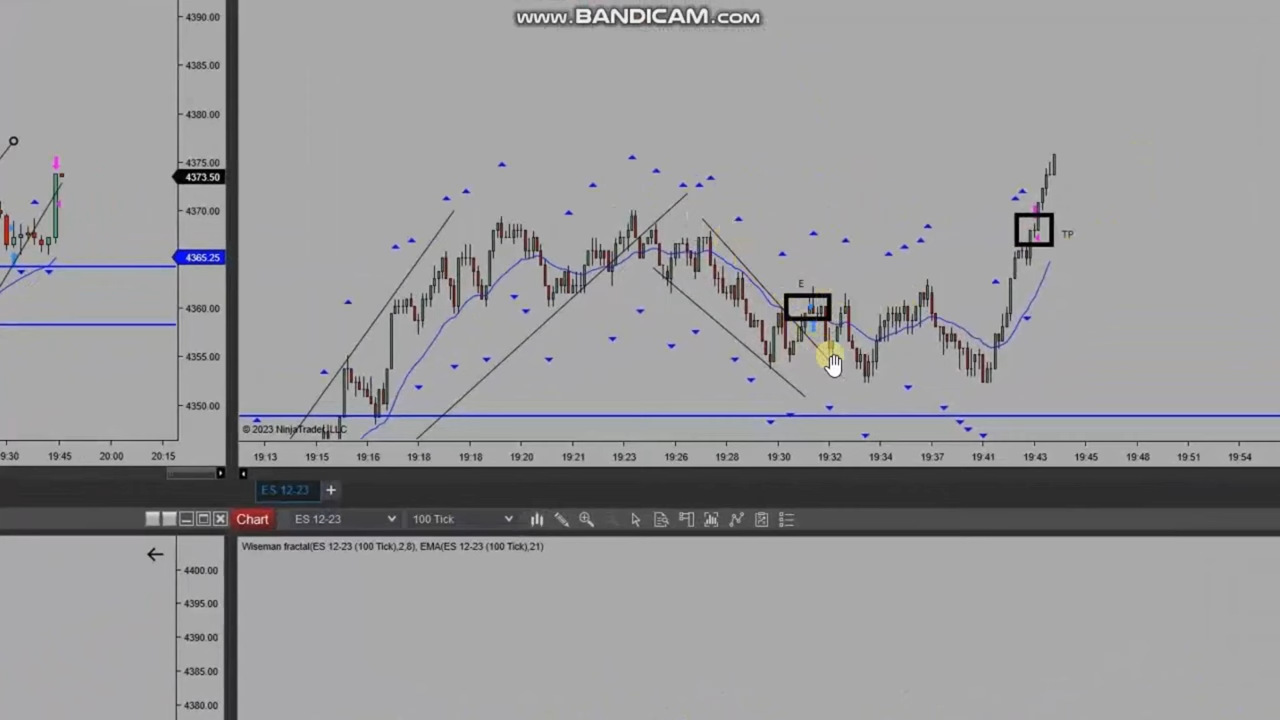 www.BANDICAM.com
4390.00
4385.00
4380.00
4375.00
4373.50
4370.00
4365.25
4360.00
4355.00
4350.00
E
TP
© 2023 NinjaTrader, LLC
9:30 19:45 20:00 20:15
19:13 19:15 19:16 19:18 19:20 19:21 19:23 19:26 19:28 19:30 19:32 19:34 19:41 19:43 19:45 19:48 19:51 19:54
ES 12-23 +
Chart ES 12-23 100 Tick
Wiseman fractal(ES 12-23 (100 Tick),2,8), EMA(ES 12-23 (100 Tick),21)
4400.00
4395.00
4390.00
4385.00
4380.00